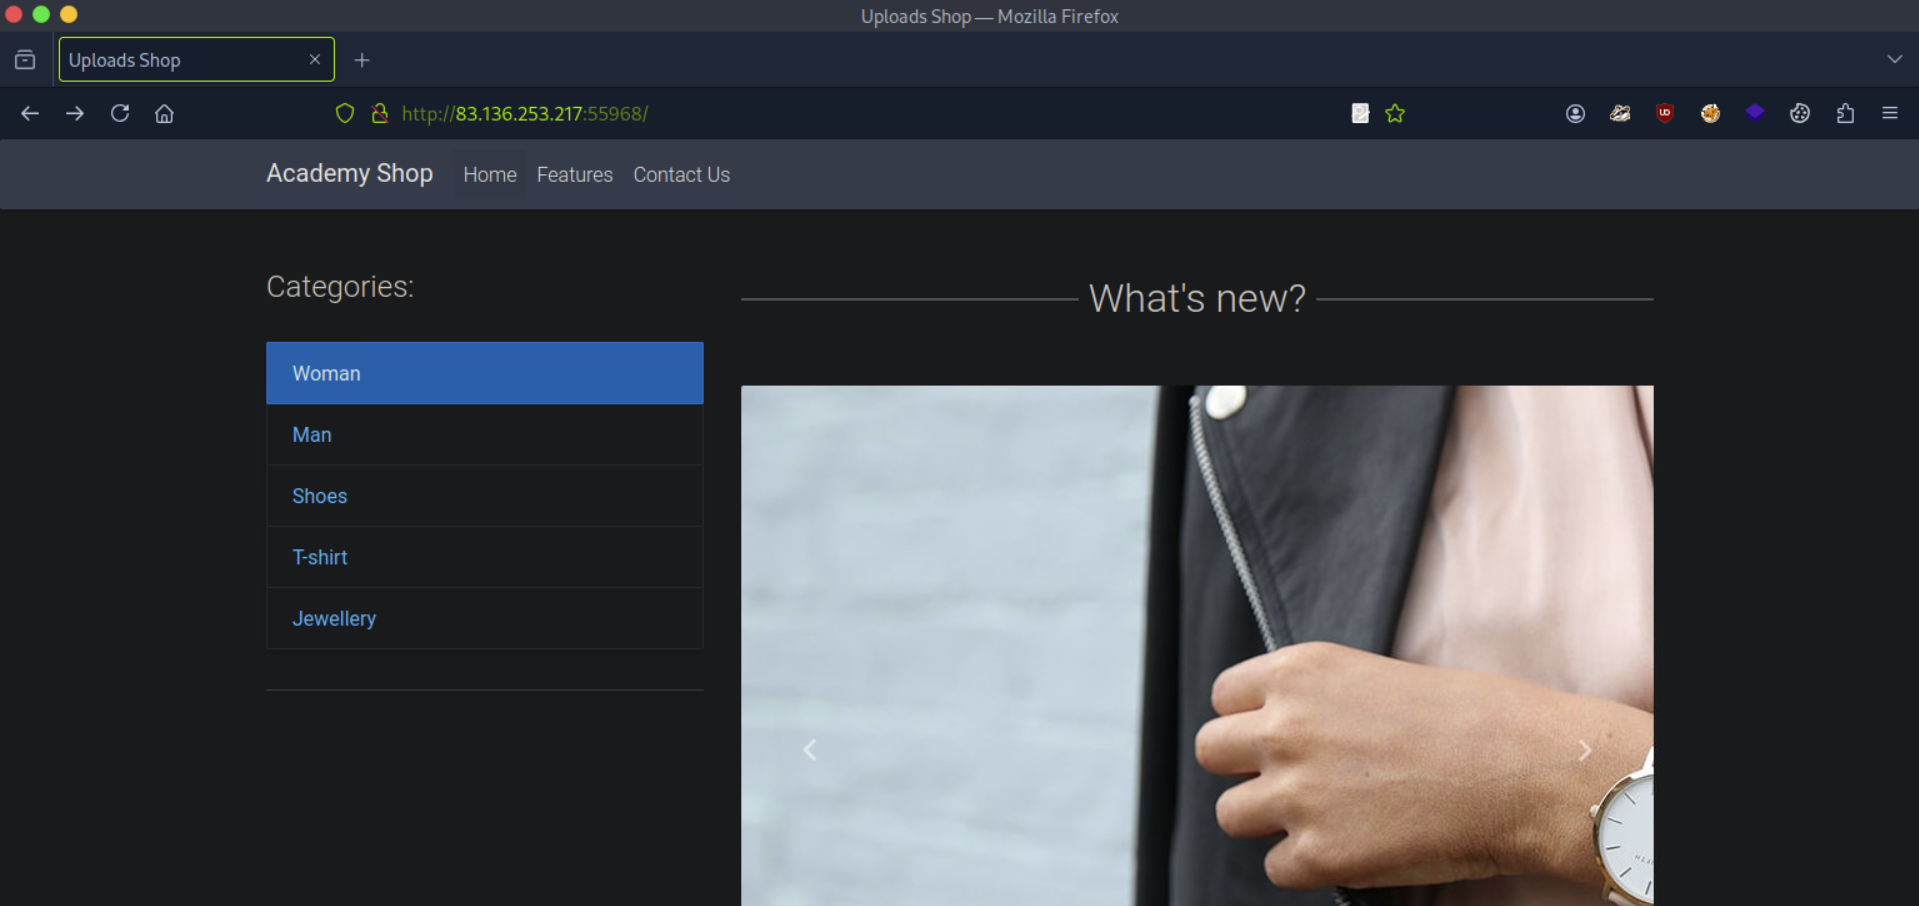 Uploads Shop — Mozilla Firefox
Uploads Shop
http://83.136.253.217:55968/
Academy Shop Home Features Contact Us
Categories:
What's new?
Woman
Man
Shoes
T-shirt
Jewellery